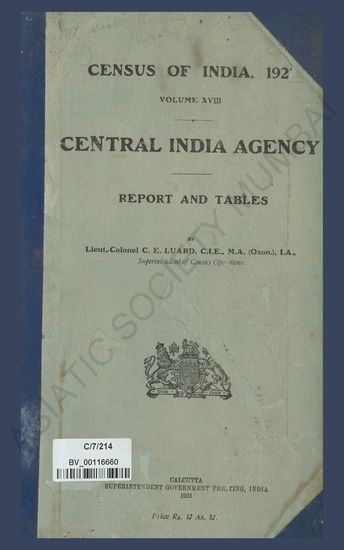 CENSUS OF INDIA, 192
VOLUME XVIII
CENTRAL INDIA AGENCY
REPORT AND TABLES
BY
Lieut.-Colonel C. E. LUARD, C.I.E., M.A. (Oxon.), I.A.,
Superintendent of Census Operations.
C/7/214
BV_00116660
CALCUTTA
SUPERINTENDENT GOVERNMENT PRINTING, INDIA
1923
Price Rs. 12 As. 12.
ASIATIC SOCIETY MUMBAI